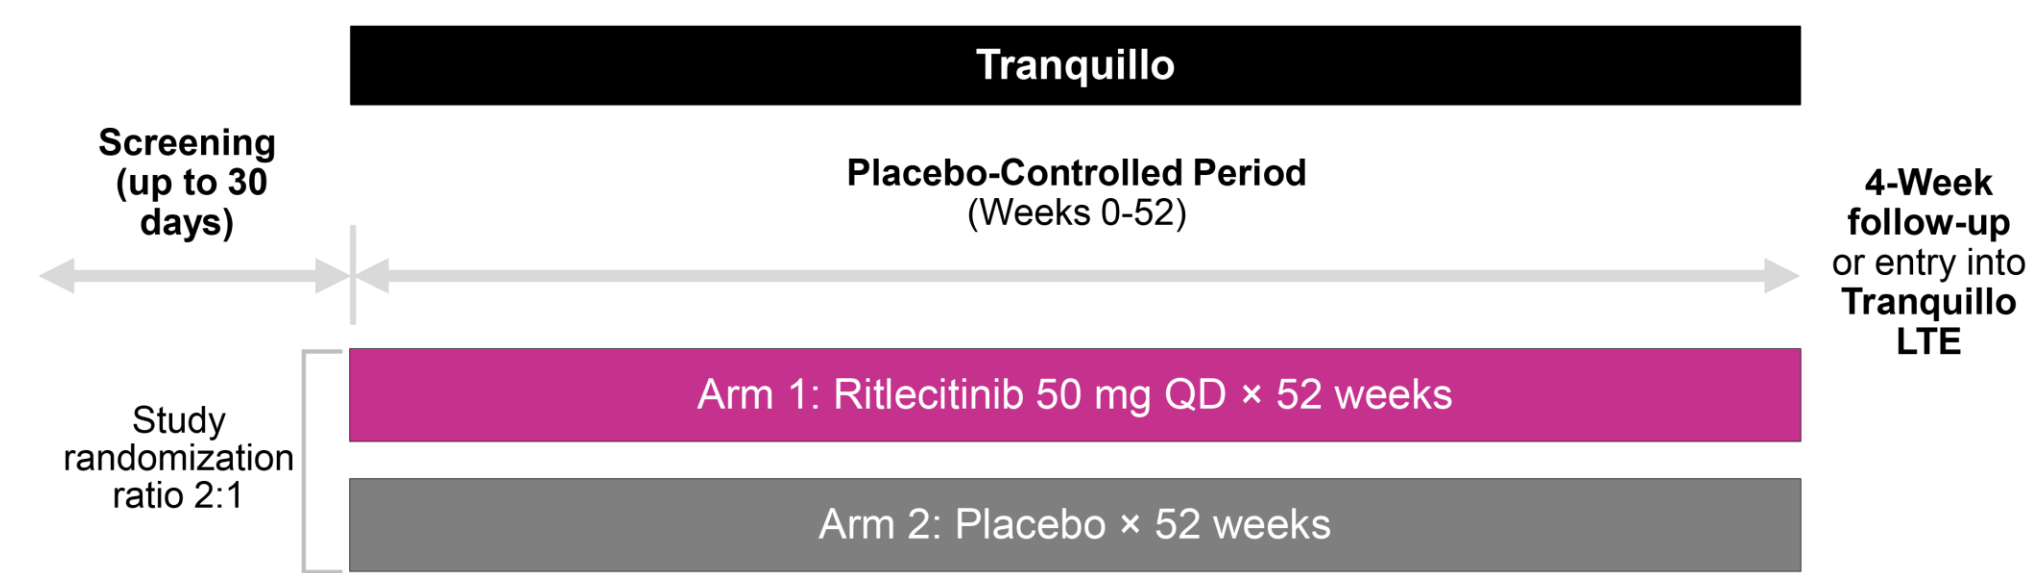 Tranquillo
Screening
(up to 30
days)
Placebo-Controlled Period
(Weeks 0-52)
4-Week
follow-up
or entry into
Tranquillo
LTE
Study
randomization
ratio 2:1
Arm 1: Ritlecitinib 50 mg QD × 52 weeks
Arm 2: Placebo × 52 weeks